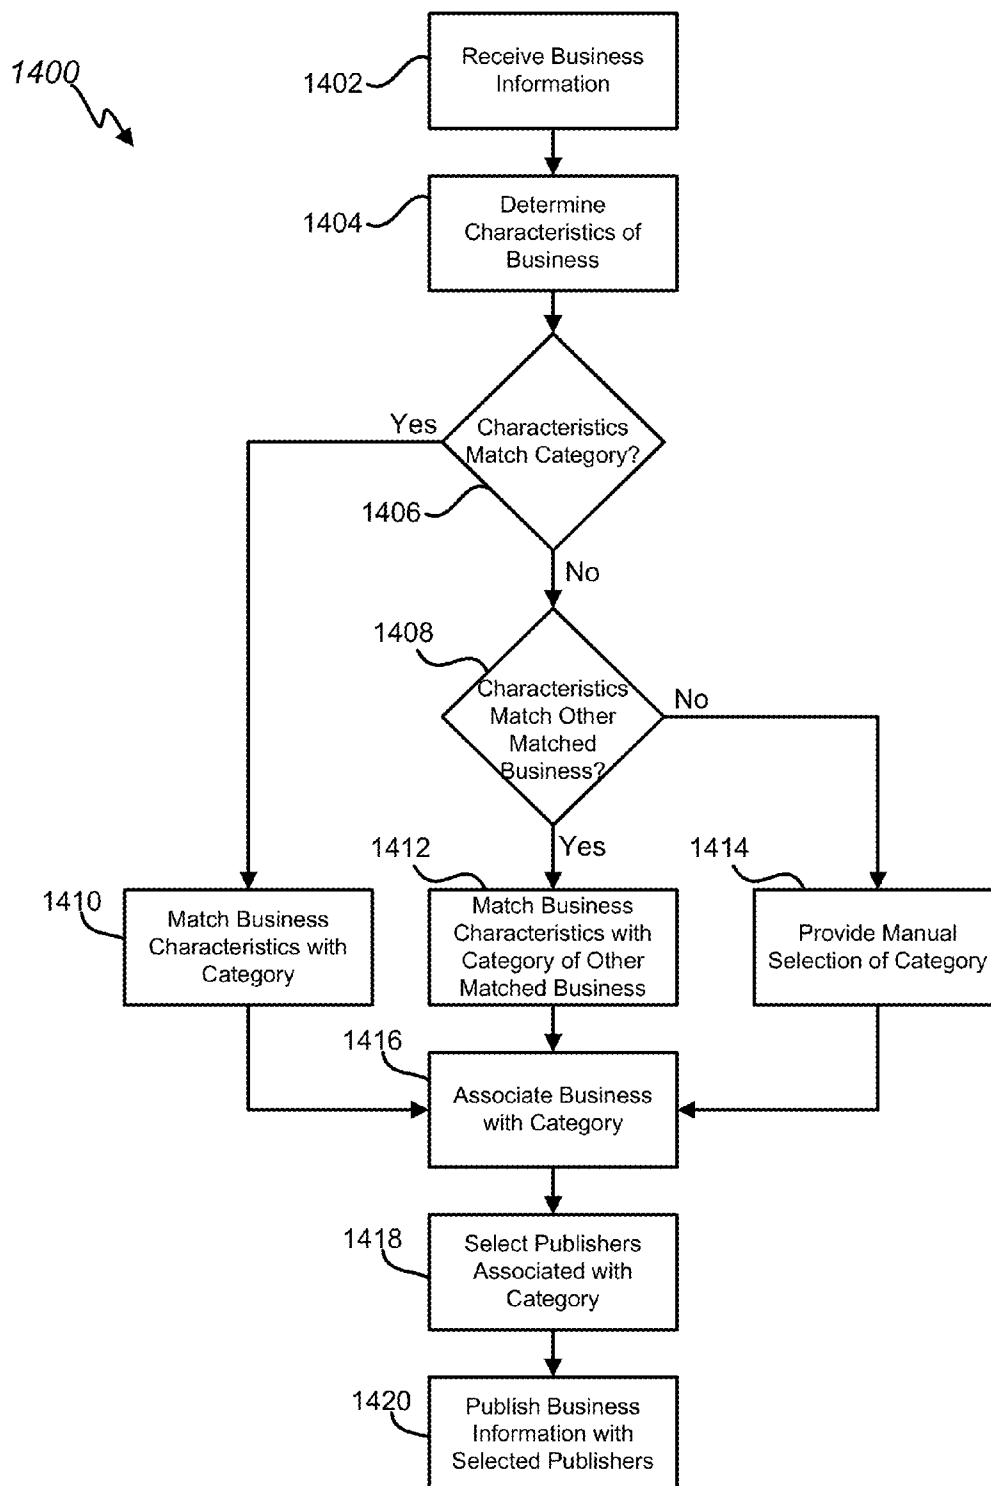 1400
1402
Receive Business
Information
1404
Determine
Characteristics of
Business
Yes
Characteristics
Match Category?
1406
No
1408
Characteristics
Match Other
Matched
Business?
No
Yes
1410
Match Business
Characteristics with
Category
1412
Match Business
Characteristics with
Category of Other
Matched Business
1414
Provide Manual
Selection of Category
1416
Associate Business
with Category
1418
Select Publishers
Associated with
Category
1420
Publish Business
Information with
Selected Publishers